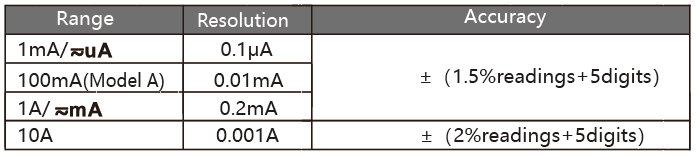 Range Resolution Accuracy
1mA/≂uA 0.1μA
± (1.5%readings+5digits)
100mA(Model A) 0.01mA
1A/≂mA 0.2mA
10A 0.001A ± (2%readings+5digits)